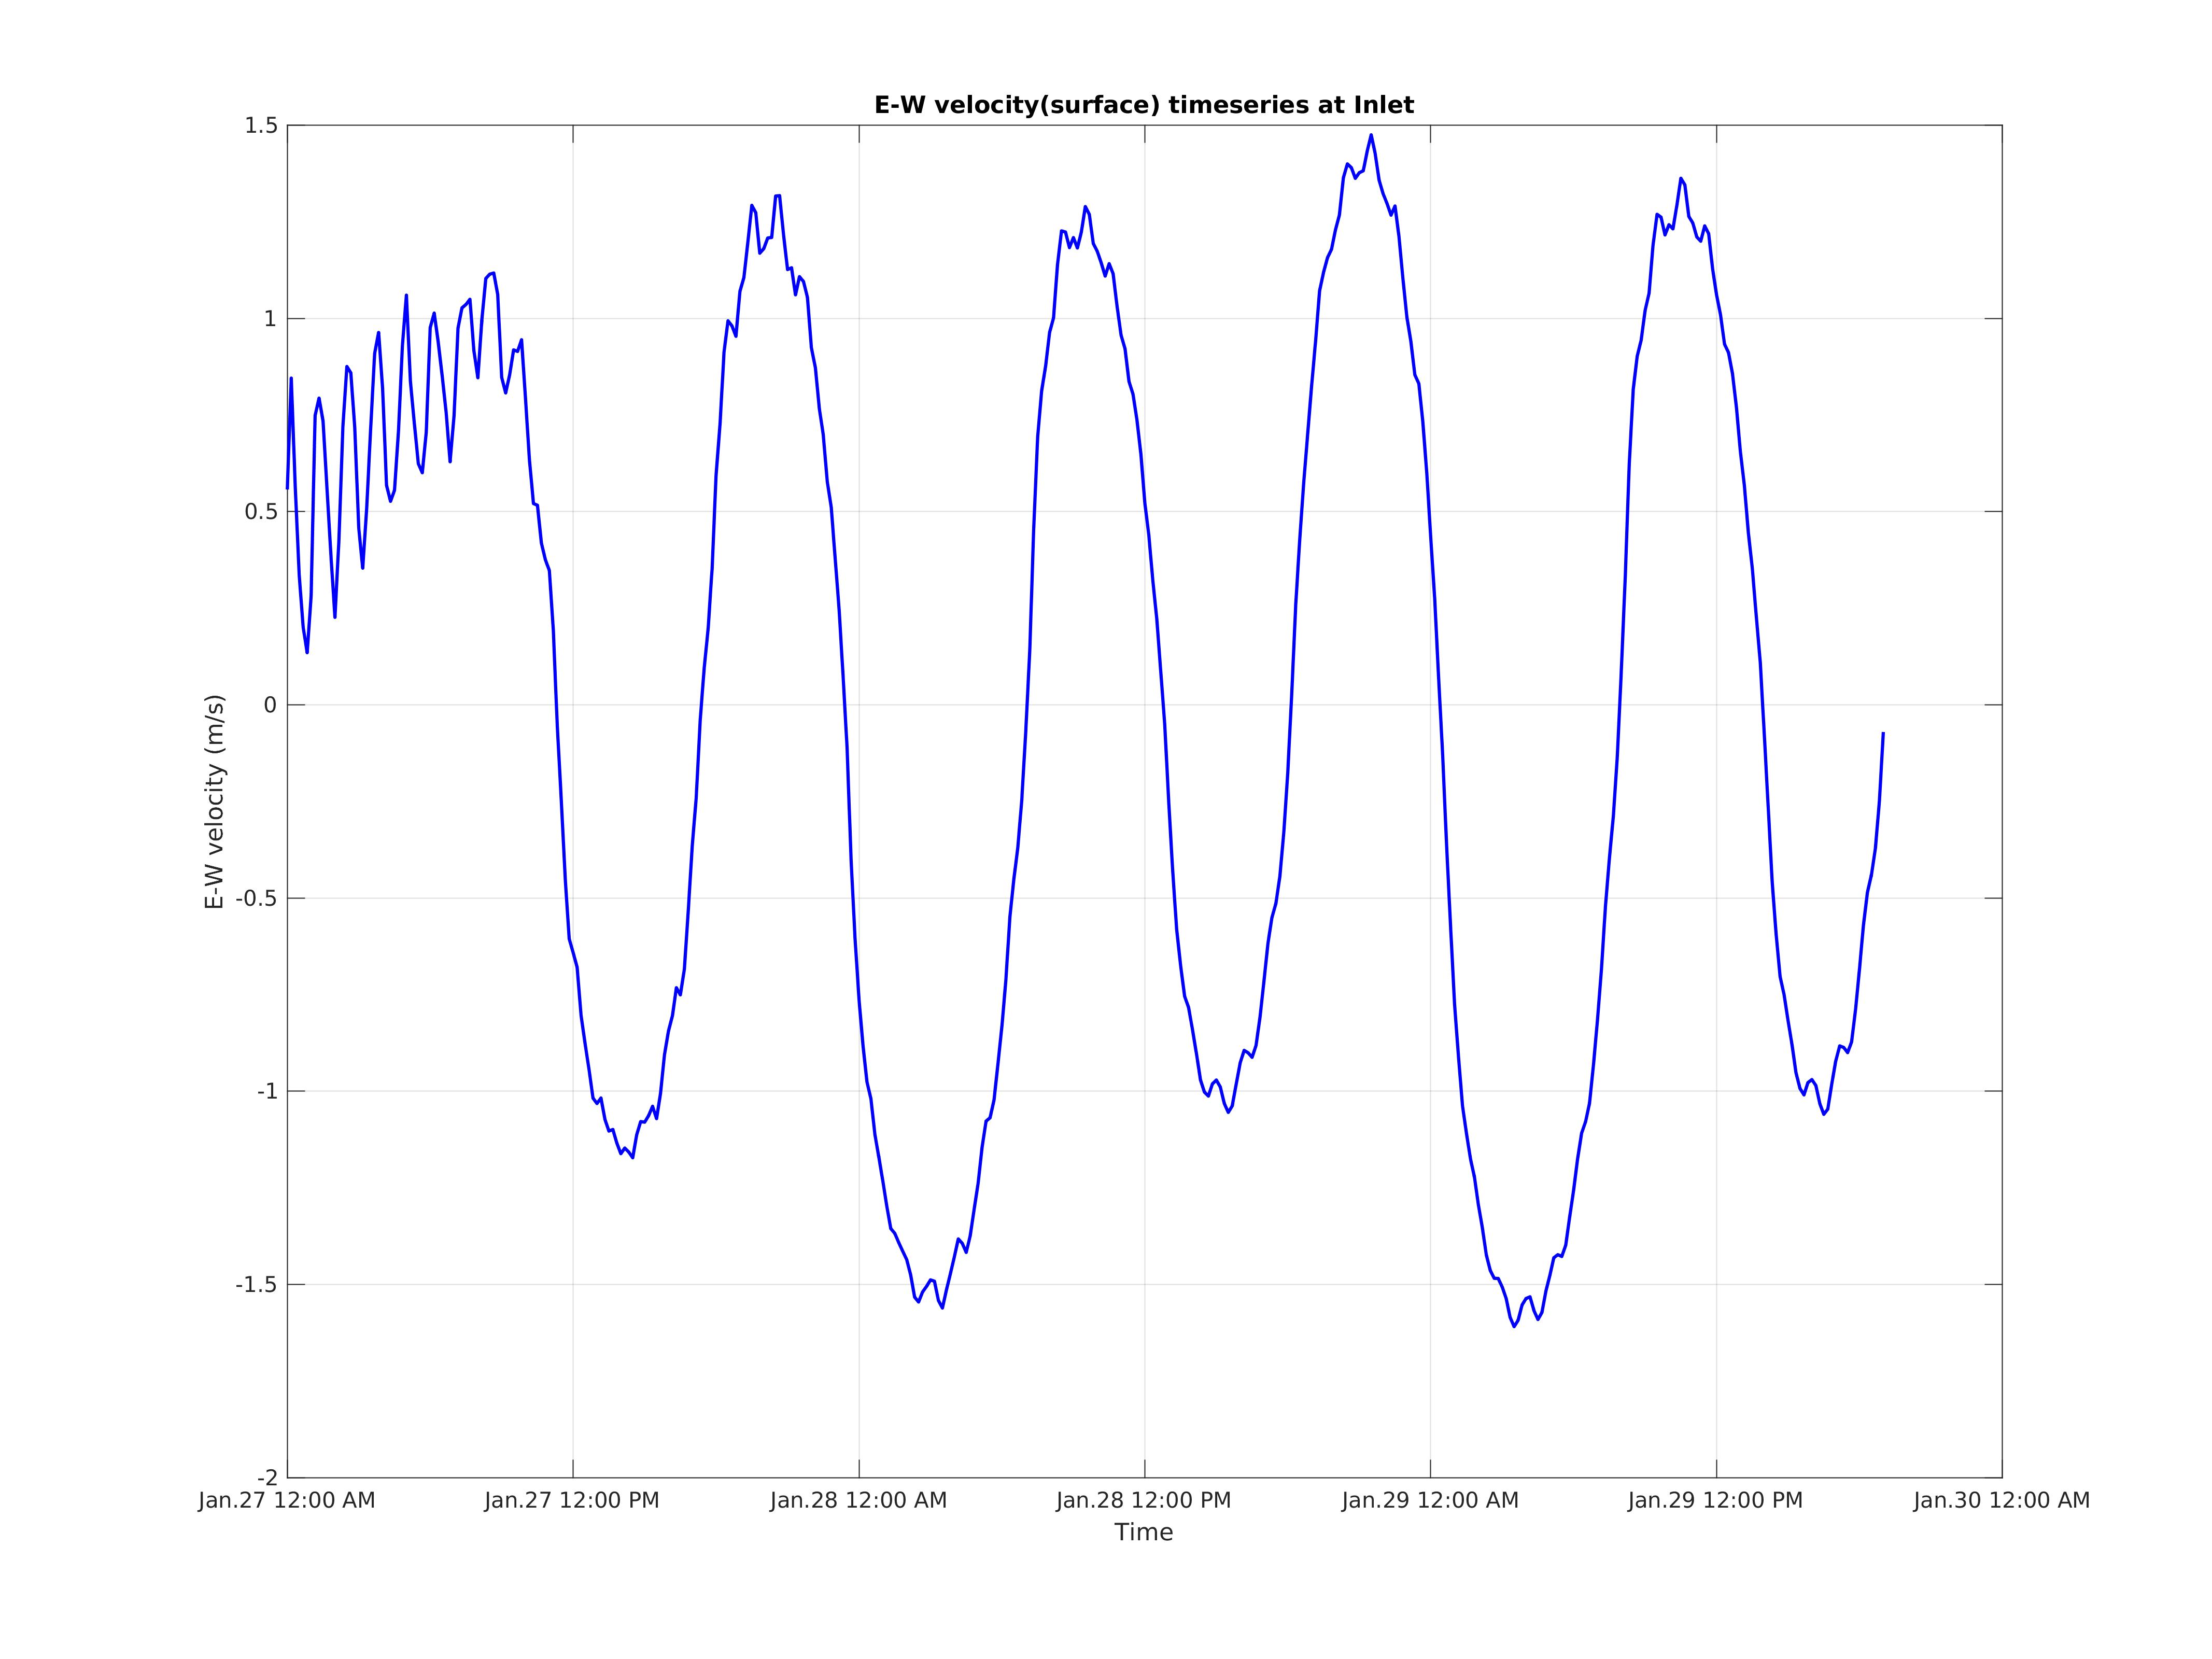 E-W velocity(surface) timeseries at Inlet
1.5
1
0.5
0
-0.5
-1
-1.5
-2
E-W velocity (m/s)
Jan.27 12:00 AM Jan.27 12:00 PM Jan.28 12:00 AM Jan.28 12:00 PM Jan.29 12:00 AM Jan.29 12:00 PM Jan.30 12:00 AM
Time